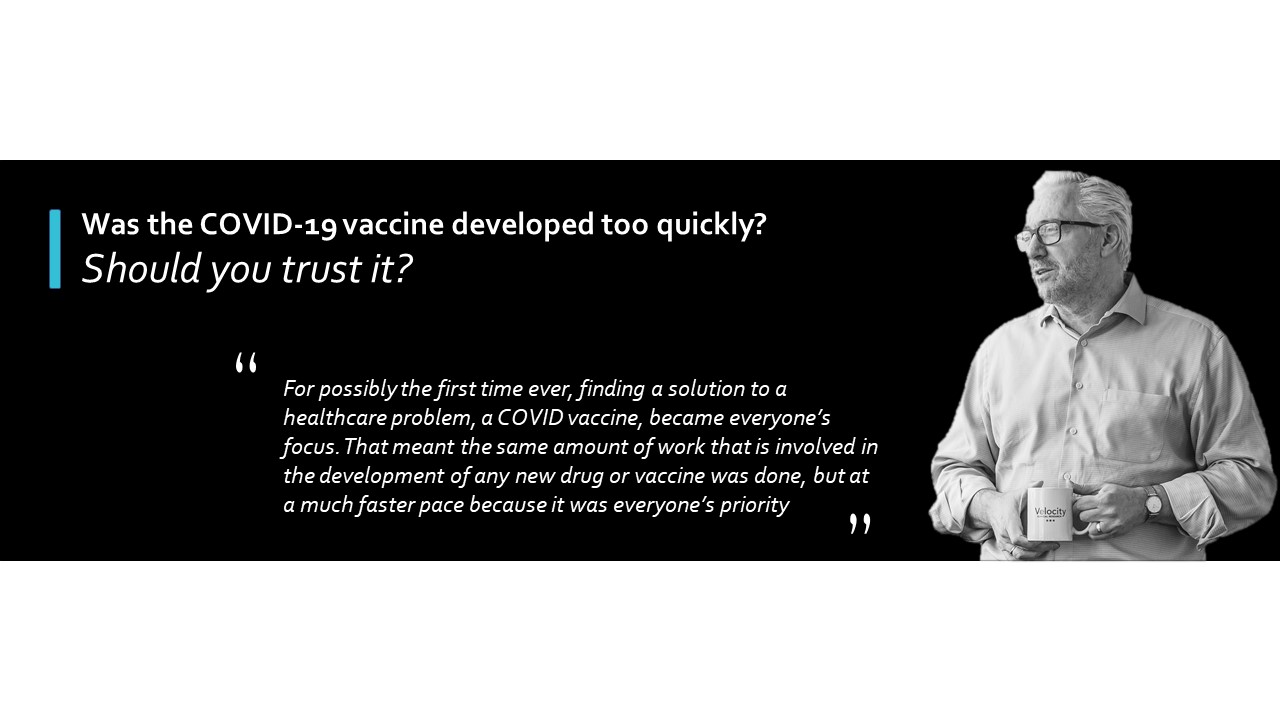 Was the COVID-19 vaccine developed too quickly?
Should you trust it?
“
For possibly the first time ever, finding a solution to a
healthcare problem, a COVID vaccine, became everyone’s
focus. That meant the same amount of work that is involved in
the development of any new drug or vaccine was done, but at
a much faster pace because it was everyone’s priority
”
Velocity